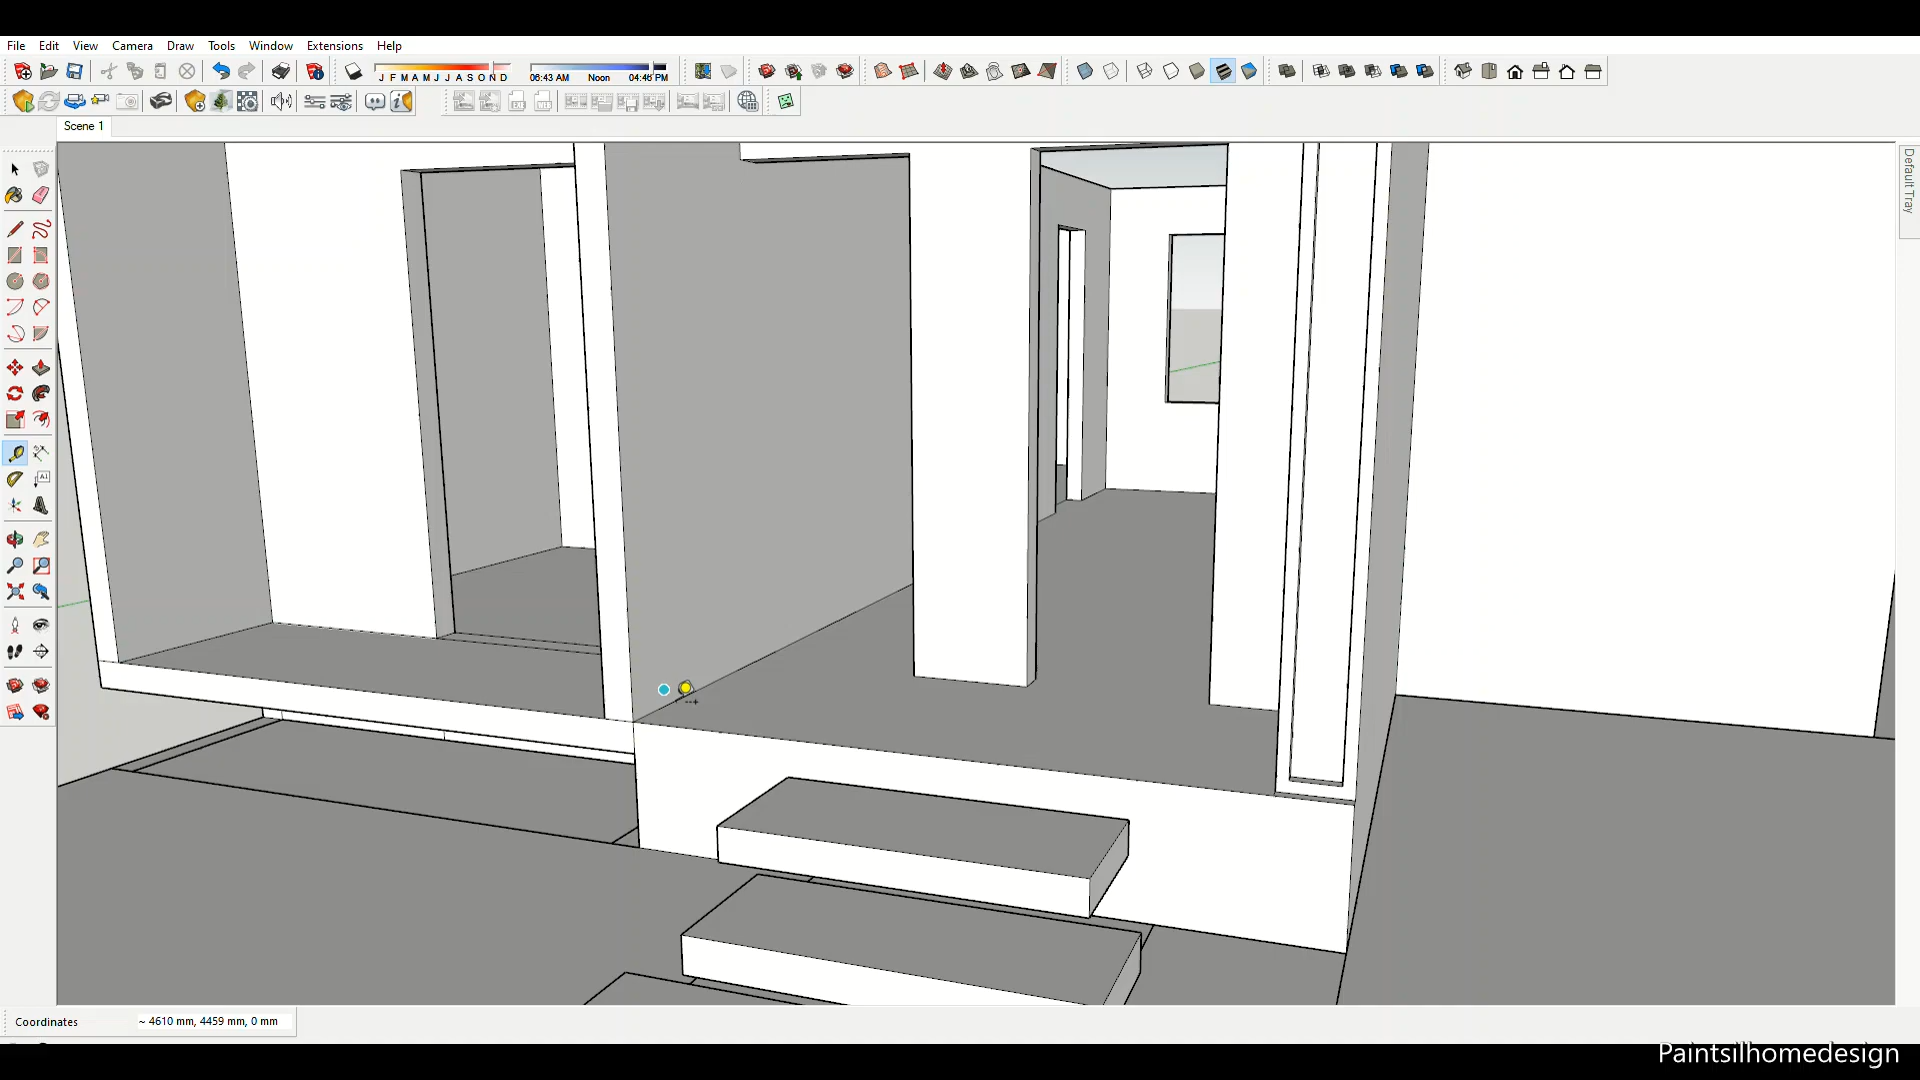 File Edit View Camera Draw Tools Window Extensions Help
J F M A M J J A S O N D
06:43 AM Noon 04:46 PM
Scene 1
Default Tray
Coordinates ~ 4610 mm, 4459 mm, 0 mm
Paintsilhomedesign